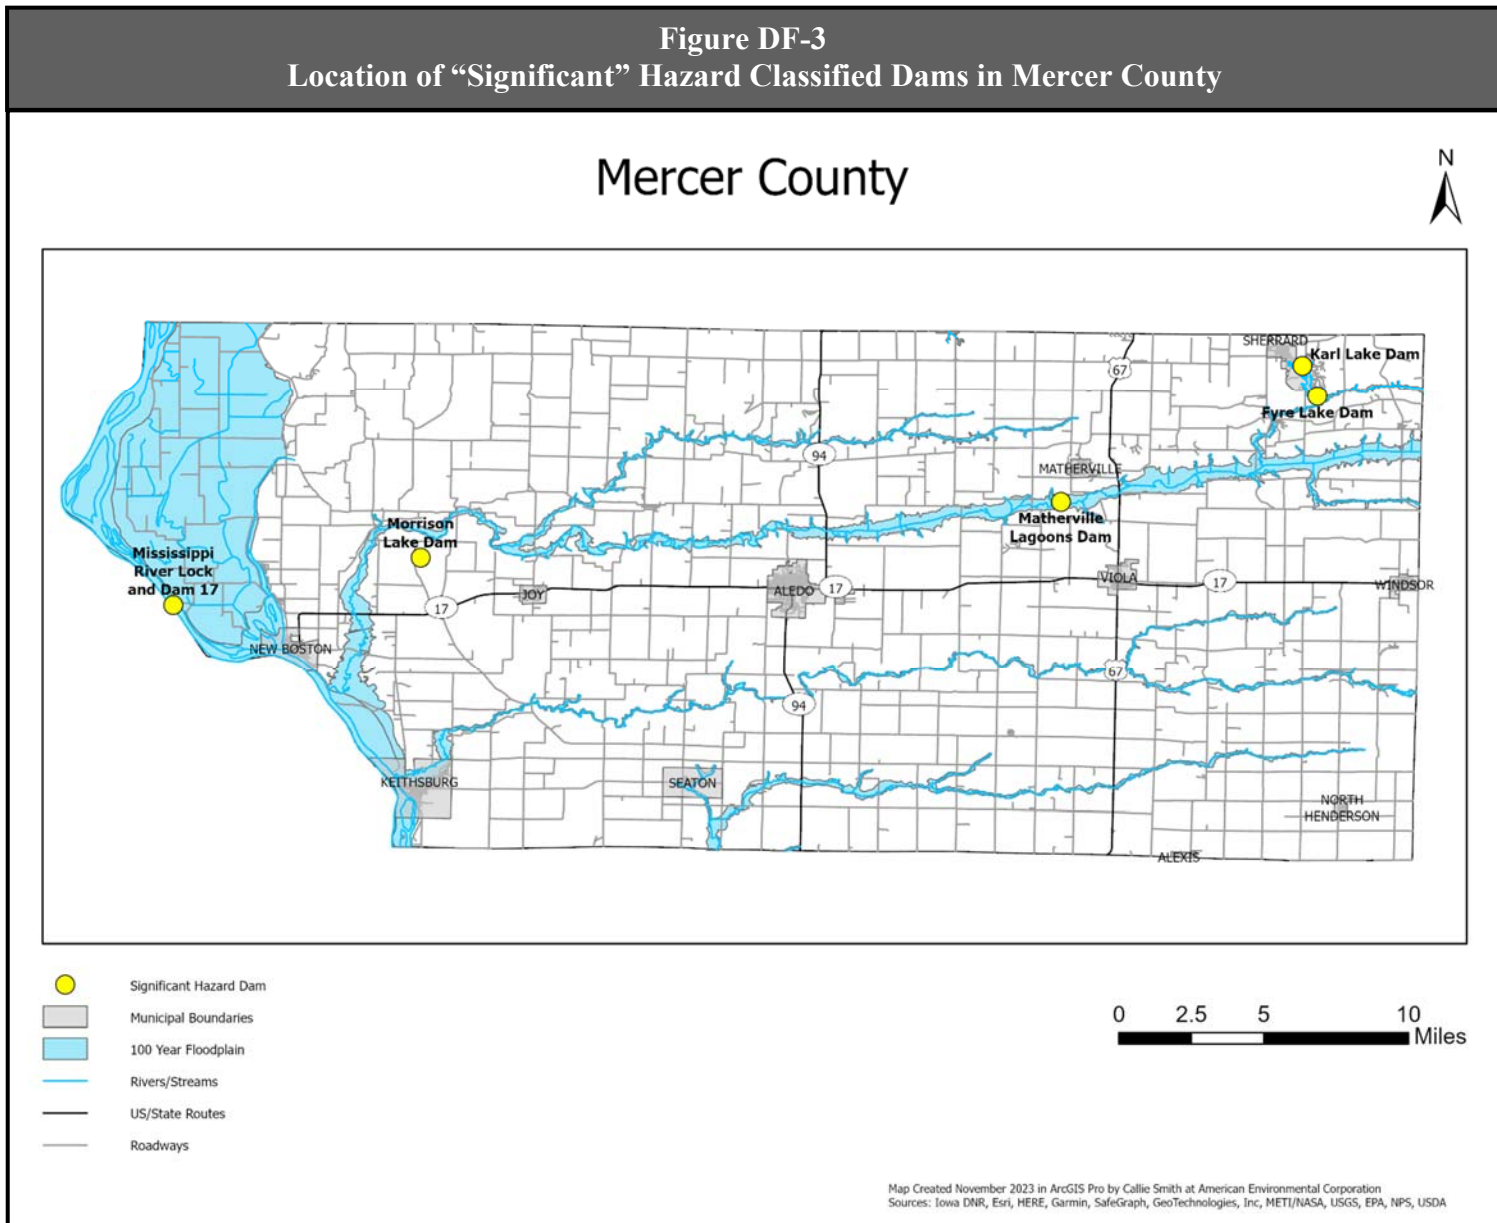 Figure DF-3
Location of “Significant” Hazard Classified Dams in Mercer County
Mercer County
N
SHERRARD
Karl Lake Dam
67
Fyre Lake Dam
94
MATHERVILLE
Morrison
Lake Dam
Matherville
Lagoons Dam
Mississippi
River Lock
and Dam 17
JOY
17
ALEDO
17
VIOLA
17
WINDSOR
NEW BOSTON
67
94
KEITHSBURG
SEATON
NORTH
HENDERSON
ALEXIS
Significant Hazard Dam
Municipal Boundaries
100 Year Floodplain
Rivers/Streams
US/State Routes
Roadways
0 2.5 5 10
Miles
Map Created November 2023 in ArcGIS Pro by Callie Smith at American Environmental Corporation
Sources: Iowa DNR, Esri, HERE, Garmin, SafeGraph, GeoTechnologies, Inc, METI/NASA, USGS, EPA, NPS, USDA